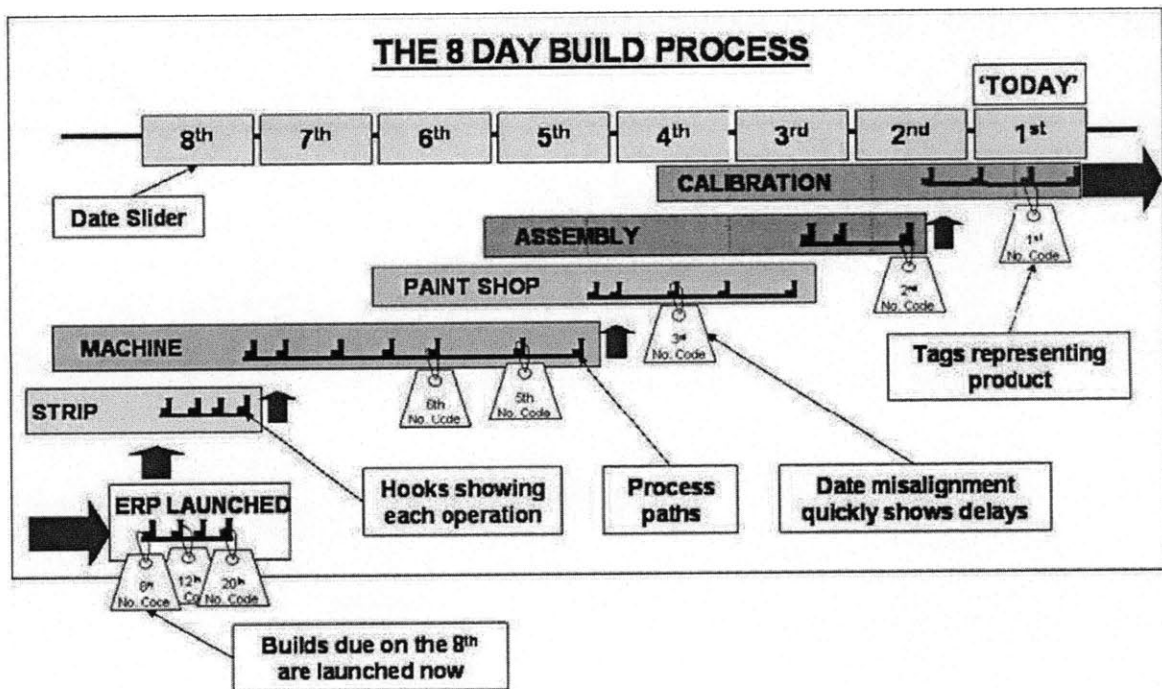 THE 8 DAY BUILD PROCESS
'TODAY'
8th 7th 6th 5th 4th 3rd 2nd 1st
Date Slider
CALIBRATION
1st
No. Code
ASSEMBLY
2nd
No. Code
PAINT SHOP
3rd
No. Code
Tags representing
product
MACHINE
6th
No. Code
5th
No. Code
STRIP
Hooks showing
each operation
Process
paths
Date misalignment
quickly shows delays
ERP LAUNCHED
8th
No. Code
12th
20th
No. Code
Builds due on the 8th
are launched now